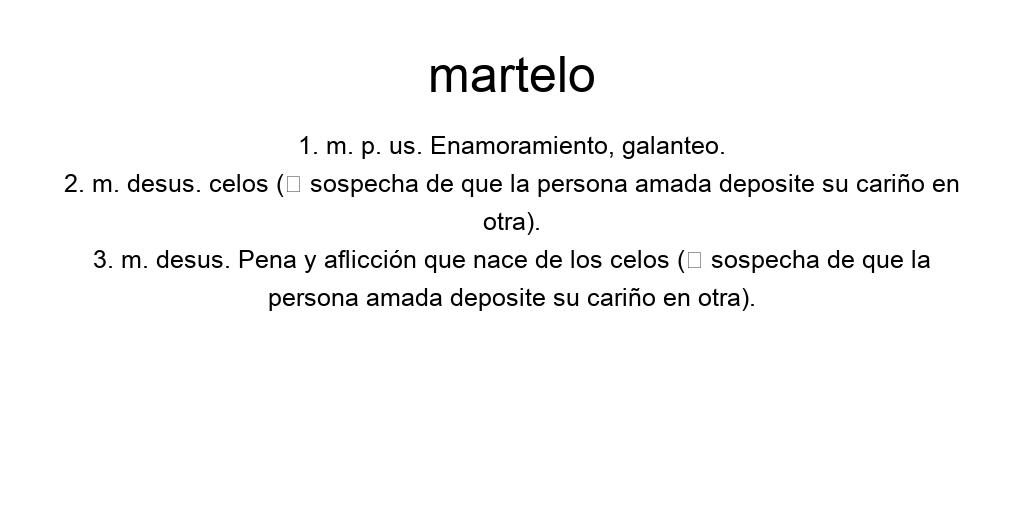 martelo
1. m. p. us. Enamoramiento, galanteo.
2. m. desus. celos (□ sospecha de que la persona amada deposite su cariño en
otra).
3. m. desus. Pena y aflicción que nace de los celos (□ sospecha de que la
persona amada deposite su cariño en otra).